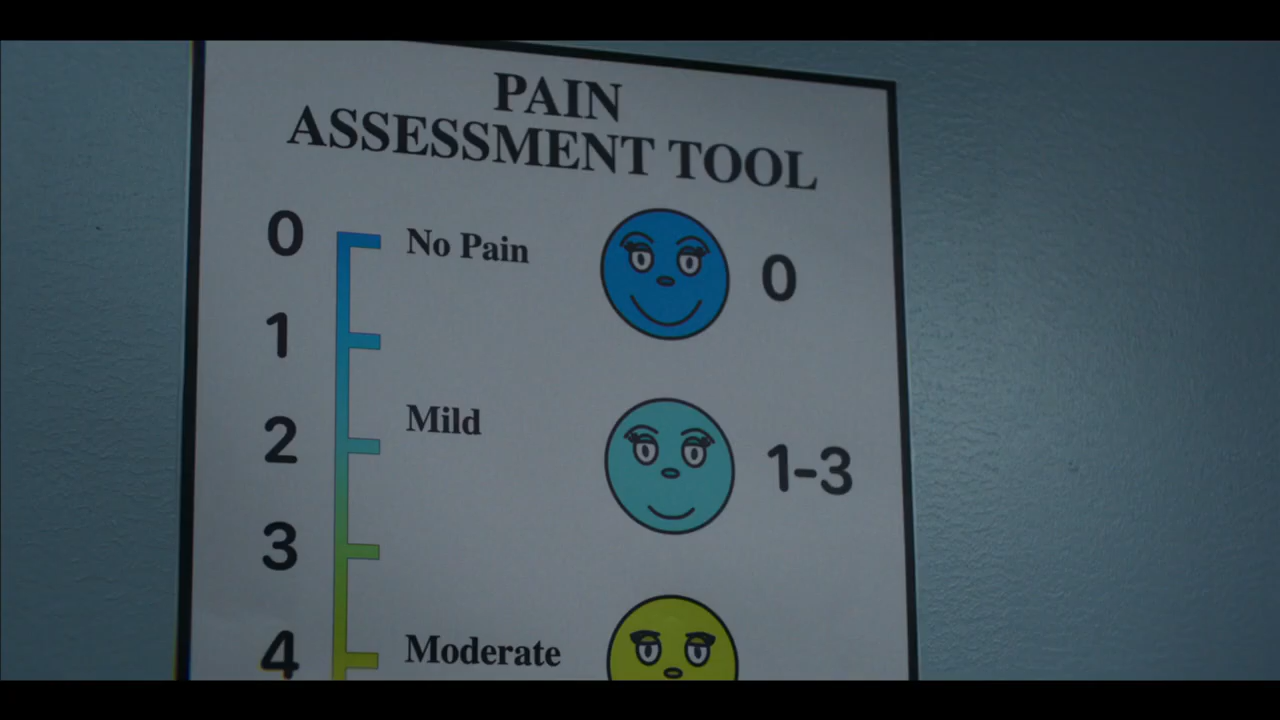 PAIN
ASSESSMENT TOOL
0 No Pain 0
1
2 Mild 1-3
3
4 Moderate